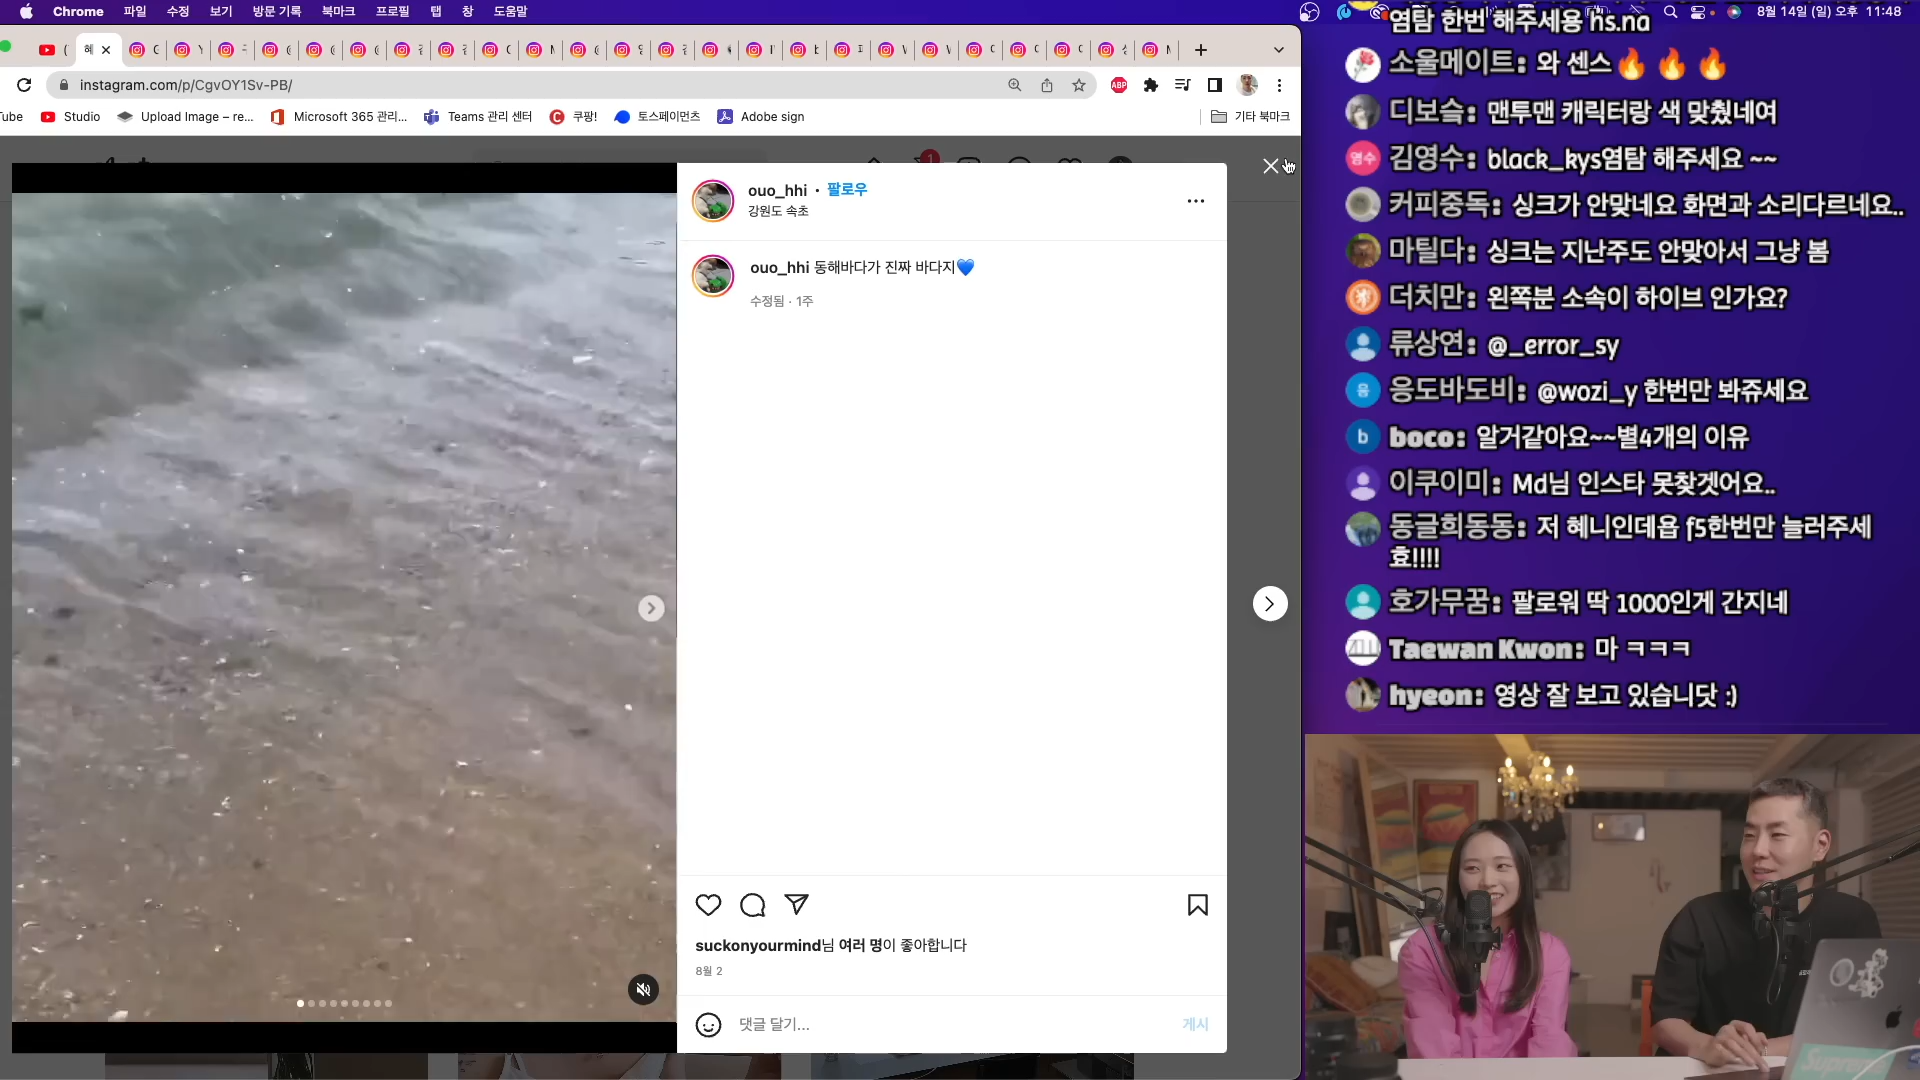 Chrome 파일 수정 보기 방문 기록 북마크 프로필 탭 창 도움말
8월 14일 (일) 오후 11:48
instagram.com/p/CgvOY1Sv-PB/
ABP
Tube Studio Upload Image – re... Microsoft 365 관리... Teams 관리 센터 쿠팡! 토스페이먼츠 Adobe sign 기타 북마크
1
ouo_hhi • 팔로우
강원도 속초
ouo_hhi 동해바다가 진짜 바다지💙
수정됨 · 1주
suckonyourmind님 여러 명이 좋아합니다
8월 2
댓글 달기...
게시
염탐 한번 해주세용 hs.na
소울메이트: 와 센스🔥🔥🔥
디보슬: 맨투맨 캐릭터랑 색 맞췄네여
영수 김영수: black_kys염탐 해주세요 ~~
커피중독: 싱크가 안맞네요 화면과 소리다르네요..
마틸다: 싱크는 지난주도 안맞아서 그냥 봄
더치만: 왼쪽분 소속이 하이브 인가요?
류상연: @_error_sy
응도바도비: @wozi_y 한번만 봐쥬세요
b boco: 알거같아요~~별4개의 이유
이쿠이미: Md님 인스타 못찾겟어요..
동글희동동: 저 혜니인데욥 f5한번만 늘러주세
효!!!!
호가무꿈: 팔로워 딱 1000인게 간지네
Taewan Kwon: 마 ㅋㅋㅋ
hyeon: 영상 잘 보고 있습니닷 :)
Supreme